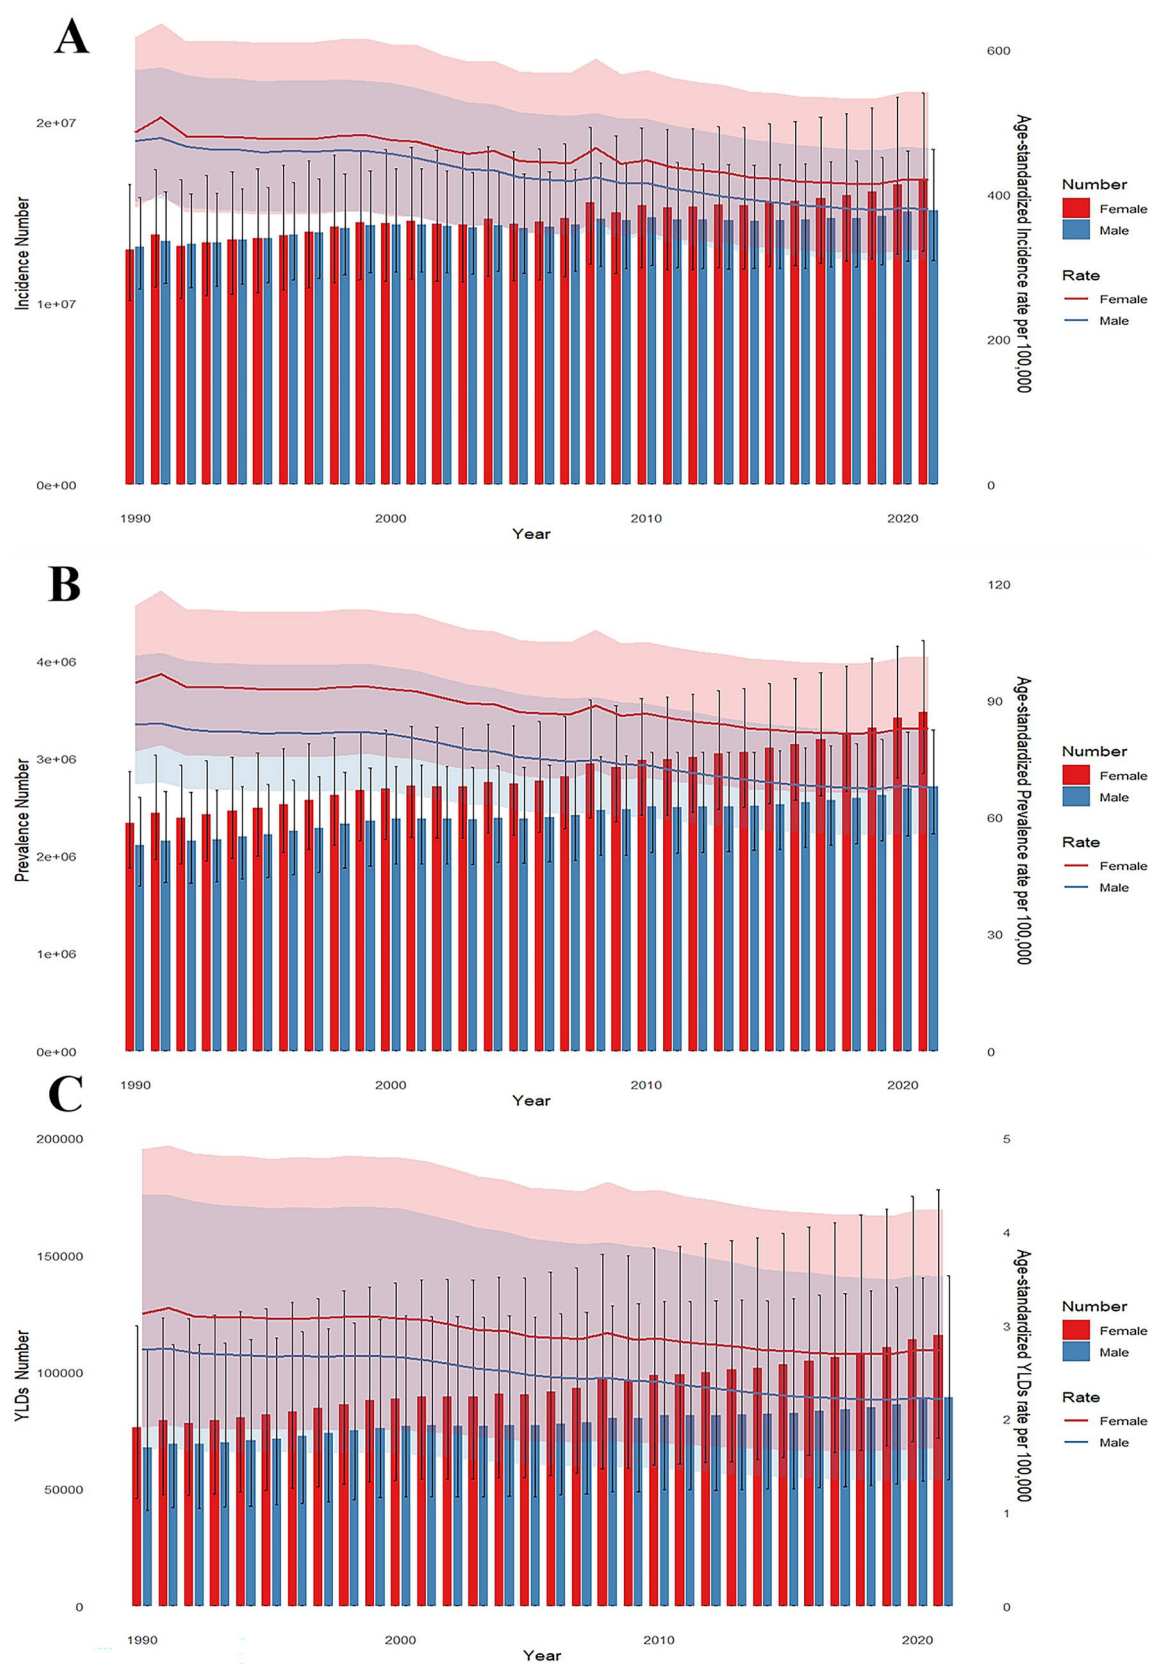 A
2e+07
1e+07
0e+00
Incidence Number
1990
2000
2010
2020
Year
600
400
200
0
Age-standardized Incidence rate per 100,000
Number
Female
Male
Rate
Female
Male
B
4e+06
3e+06
2e+06
1e+06
0e+00
Prevalence Number
1990
2000
2010
2020
Year
120
90
60
30
0
Age-standardized Prevalence rate per 100,000
Number
Female
Male
Rate
Female
Male
C
200000
150000
100000
50000
0
YLDs Number
1990
2000
2010
2020
Year
5
4
3
2
1
0
Age-standardized YLDs rate per 100,000
Number
Female
Male
Rate
Female
Male